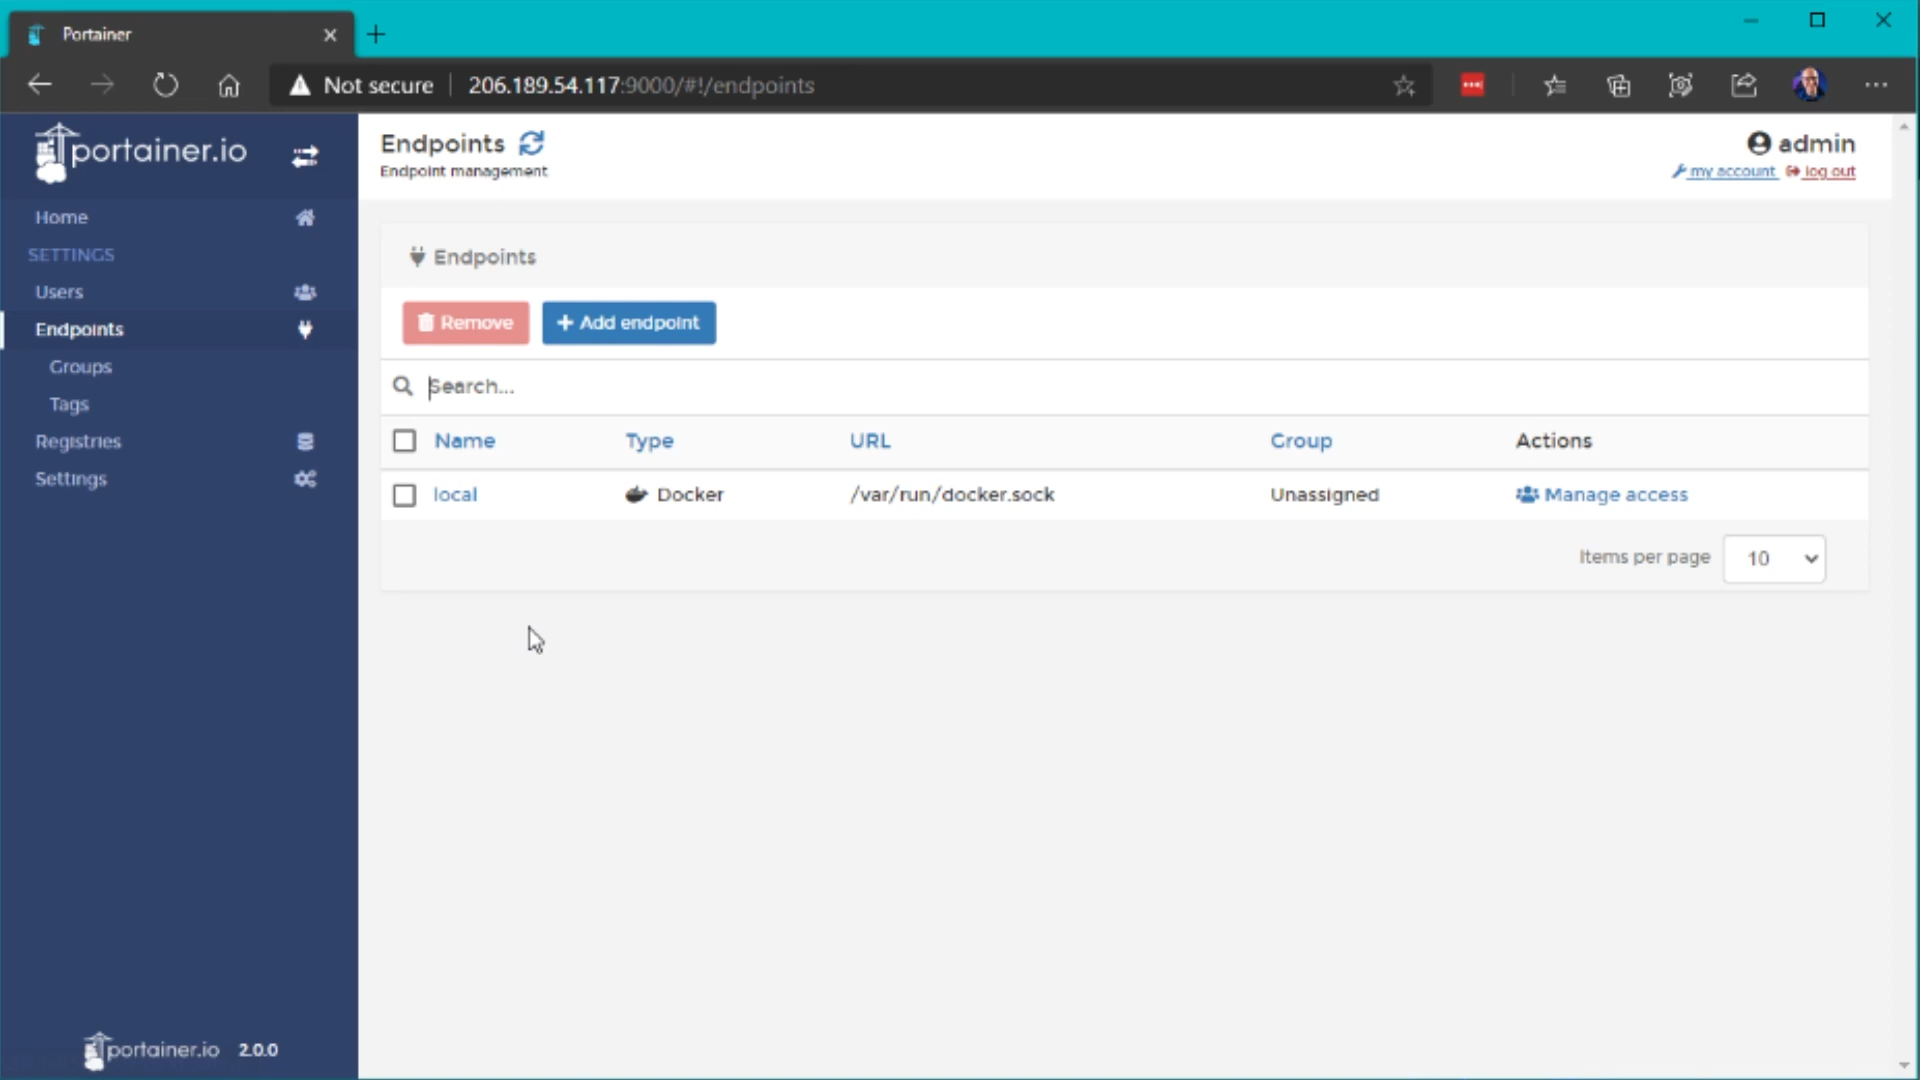 Portainer
Not secure
206.189.54.117:9000/#!/endpoints
portainer.io
Home
SETTINGS
Users
Endpoints
Groups
Tags
Registries
Settings
portainer.io 2.0.0
Endpoints
Endpoint management
admin
my account log out
Endpoints
Remove
Add endpoint
Search...
Name Type URL Group Actions
local Docker /var/run/docker.sock Unassigned Manage access
Items per page 10